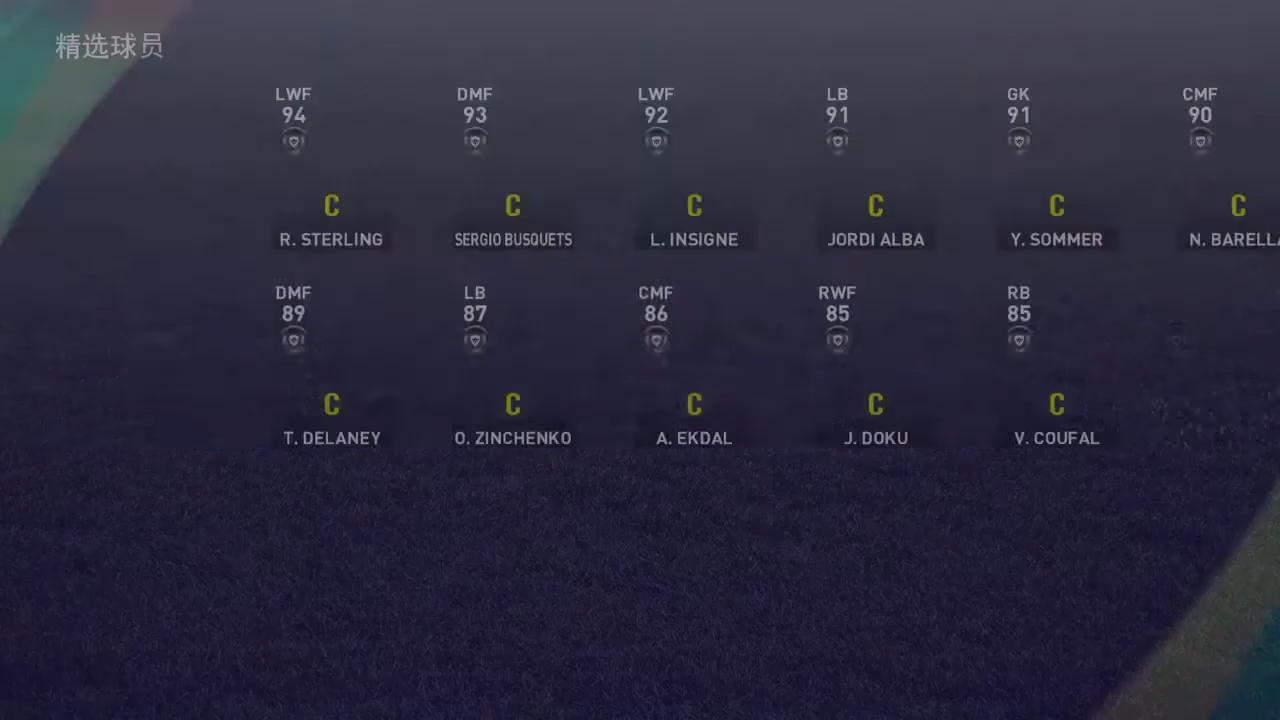 精选球员
LWF DMF LWF LB GK CMF
94 93 92 91 91 90
C C C C C C
R. STERLING SERGIO BUSQUETS L. INSIGNE JORDI ALBA Y. SOMMER N. BARELLA
DMF LB CMF RWF RB
89 87 86 85 85
C C C C C
T. DELANEY O. ZINCHENKO A. EKDAL J. DOKU V. COUFAL